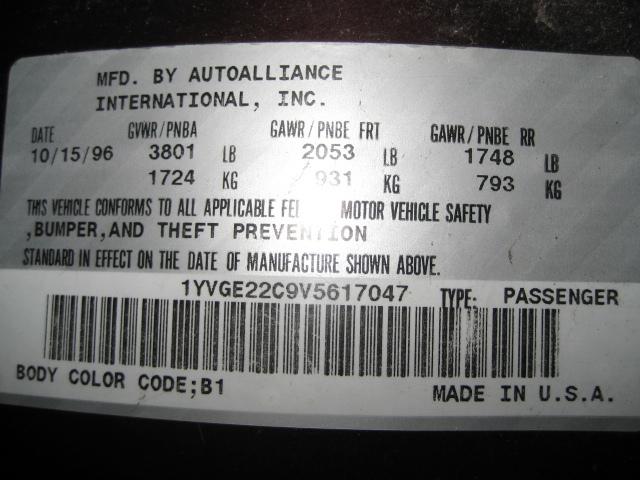 MFD. BY AUTOALLIANCE
INTERNATIONAL, INC.
DATE GVWR/PNBA GAWR/PNBE FRT GAWR/PNBE RR
10/15/96 3801 LB 2053 LB 1748 LB
1724 KG 931 KG 793 KG
THIS VEHICLE CONFORMS TO ALL APPLICABLE MOTOR VEHICLE SAFETY
,BUMPER,AND THEFT PREVENTION
STANDARD IN EFFECT ON THE DATE OF MANUFACTURE SHOWN ABOVE.
1YVGE22C9V5617047 TYPE: PASSENGER
BODY COLOR CODE;B1 MADE IN U.S.A.